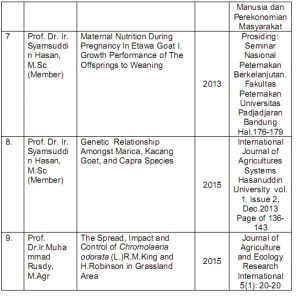 Manusia dan
Perekonomian
Masyarakat
7
Prof. Dr. Ir.
Syamsuddi
n Hasan,
M.Sc
(Member)
Maternal Nutrition During
Pregnancy In Etawa Goat I.
Growth Performance of The
Offsprings to Weaning
2013
Prosiding:
Seminar
Nasional
Peternakan
Berkelanjutan.
Fakultas
Peternakan
Universitas
Padjadjaran
Bandung
Hal.176-179
8.
Prof. Dr. Ir.
Syamsuddi
n Hasan,
M.Sc
(Member)
Genetic Relationship
Amongst Marica, Kacang
Goat, and Capra Species
2015
International
Journal of
Agricultures
Systems
Hasanuddin
University vol.
1. Issue 2,
Dec.2013
Page of 136-
143
9.
Prof.
Dr.Ir.Muha
mmad
Rusdy,
M.Agr
The Spread, Impact and
Control of Chromolaena
odorata (L.)R.M.King and
H.Robinson in Grassland
Area
2015
Journal of
Agriculture
and Ecology
Research
International
5(1): 20-20